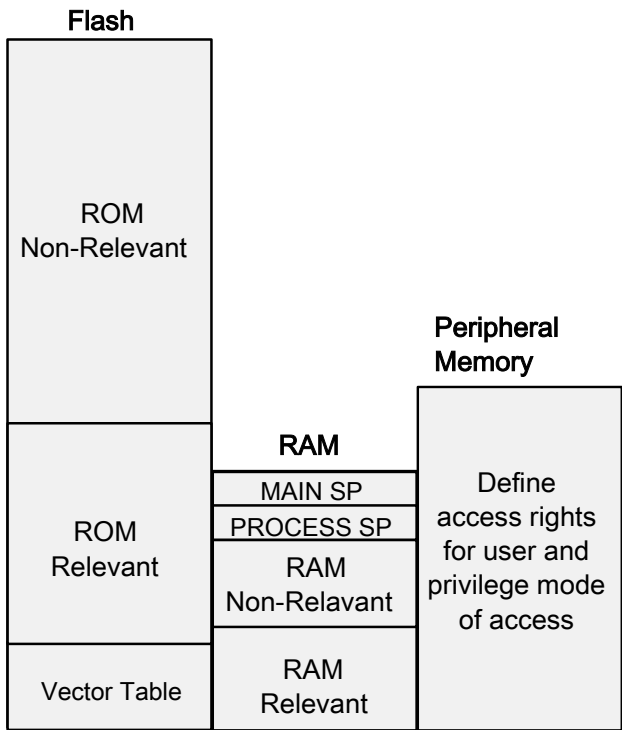 Flash
ROM
Non-Relevant
ROM
Relevant
Vector Table
RAM
MAIN SP
PROCESS SP
RAM
Non-Relavant
RAM
Relevant
Peripheral
Memory
Define
access rights
for user and
privilege mode
of access